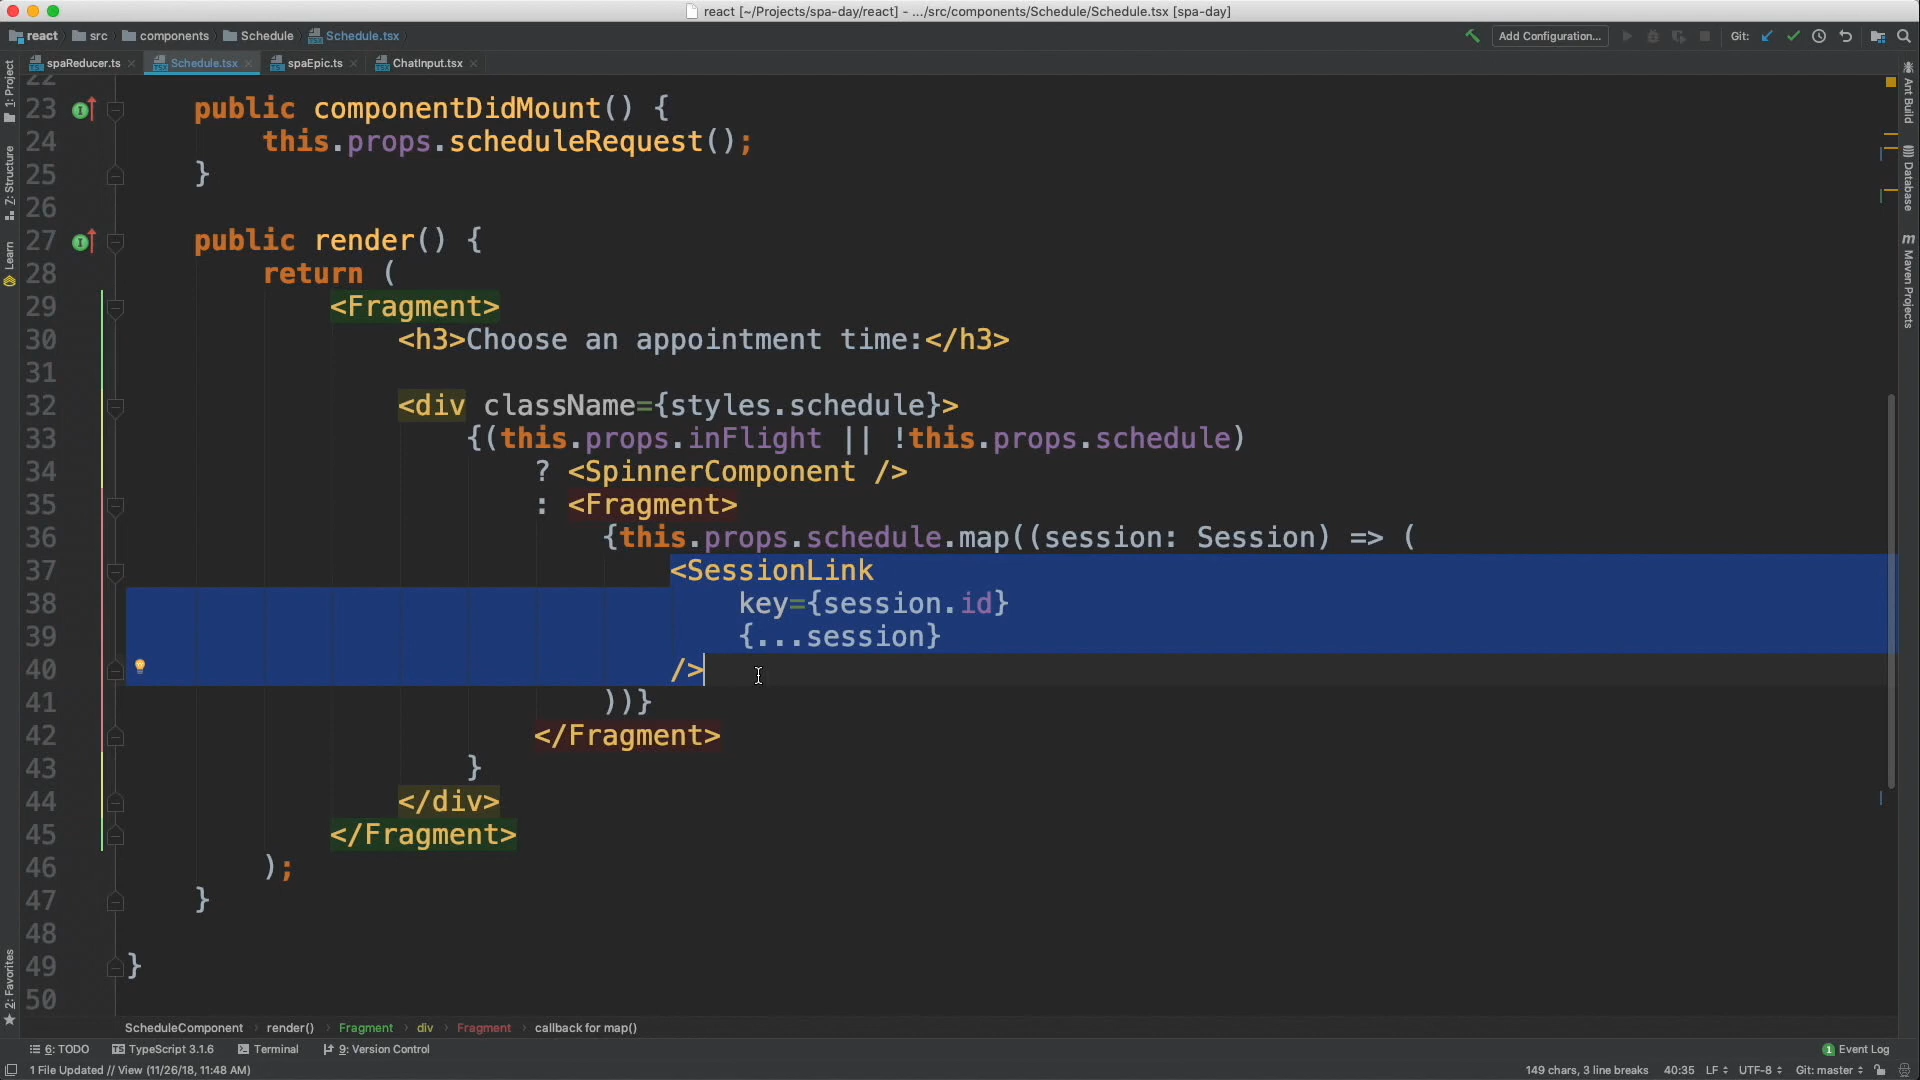 react [~/Projects/spa-day/react] - .../src/components/Schedule/Schedule.tsx [spa-day]
react src components Schedule Schedule.tsx Add Configuration... Git:
spaReducer.ts Schedule.tsx spaEpic.ts ChatInput.tsx
1: Project
Z: Structure
Learn
2: Favorites
Ant Build
Database
m Maven Projects
22
23 public componentDidMount() {
24 this.props.scheduleRequest();
25 }
26
27 public render() {
28 return (
29 <Fragment>
30 <h3>Choose an appointment time:</h3>
31
32 <div className={styles.schedule}>
33 {(this.props.inFlight || !this.props.schedule)
34 ? <SpinnerComponent />
35 : <Fragment>
36 {this.props.schedule.map((session: Session) => (
37 <SessionLink
38 key={session.id}
39 {...session}
40 />
41 ))}
42 </Fragment>
43 }
44 </div>
45 </Fragment>
46 );
47 }
48
49 }
50
ScheduleComponent › render() › Fragment › div › Fragment › callback for map()
6: TODO TypeScript 3.1.6 Terminal 9: Version Control 1 Event Log
1 File Updated // View (11/26/18, 11:48 AM) 149 chars, 3 line breaks 40:35 LF UTF-8 Git: master